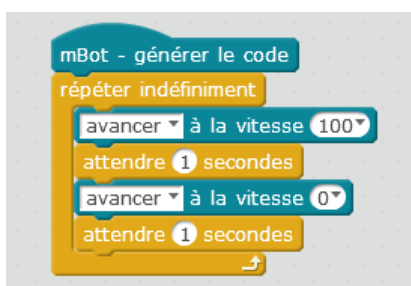 mBot - générer le code
répéter indéfiniment
avancer à la vitesse 100
attendre 1 secondes
avancer à la vitesse 0
attendre 1 secondes